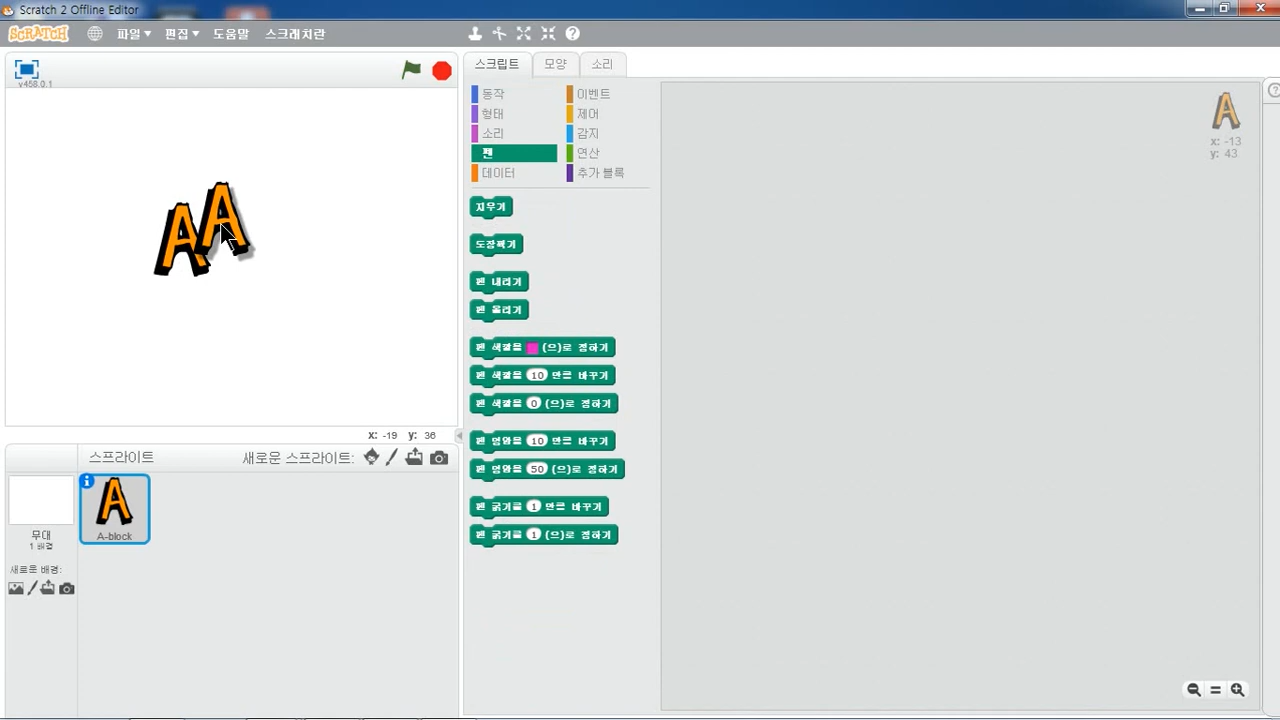 Scratch 2 Offline Editor
SCRATCH 파일 편집 도움말 스크래치란
v458.0.1
스크립트 모양 소리
동작 이벤트
형태 제어
소리 감지
펜 연산
데이터 추가 블록
지우기
도장찍기
펜 내리기
펜 올리기
펜 색깔을 (으)로 정하기
펜 색깔을 10 만큼 바꾸기
펜 색깔을 0 (으)로 정하기
펜 명암을 10 만큼 바꾸기
펜 명암을 50 (으)로 정하기
펜 굵기를 1 만큼 바꾸기
펜 굵기를 1 (으)로 정하기
A
x: -13
y: 43
A A
x: -19 y: 36
스프라이트 새로운 스프라이트:
무대
1 배경
새로운 배경:
A
A-block